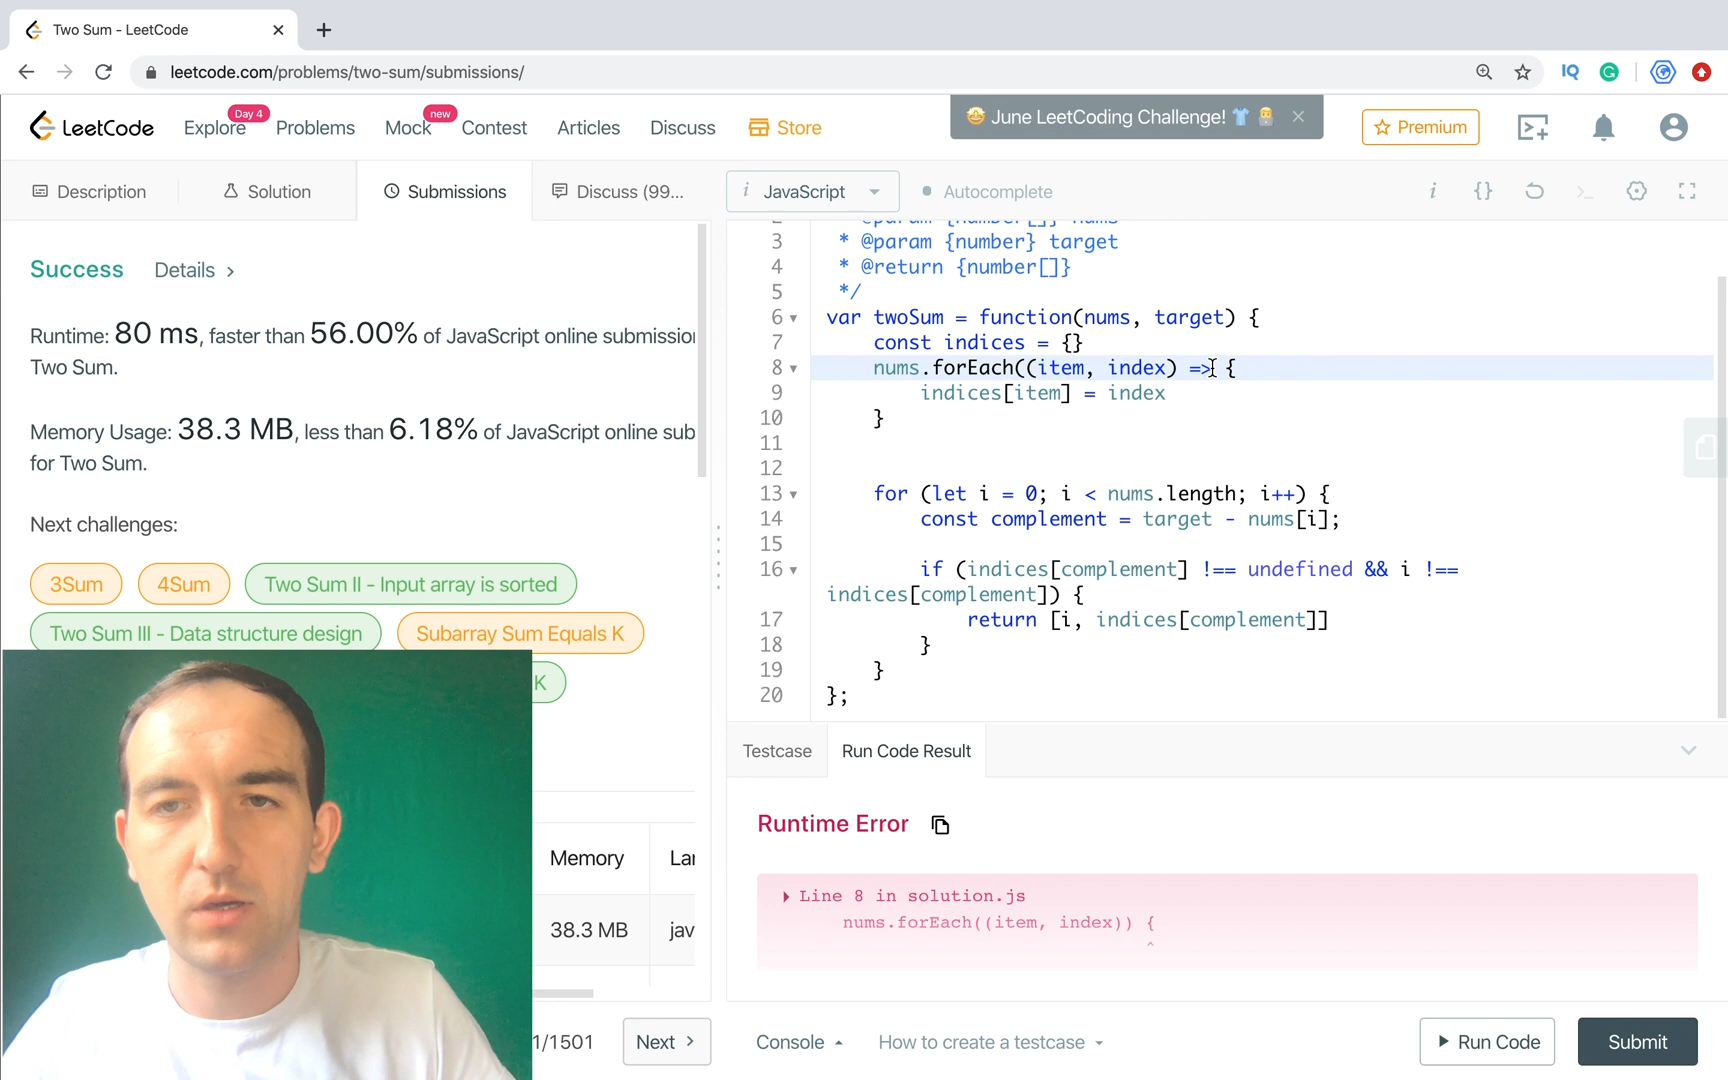 Two Sum - LeetCode
leetcode.com/problems/two-sum/submissions/
IQ
LeetCode
Explore
Day 4
Problems
Mock
new
Contest
Articles
Discuss
Store
June LeetCoding Challenge!
Premium
Description
Solution
Submissions
Discuss (99...
i JavaScript
Autocomplete
Success
Details
Runtime: 80 ms, faster than 56.00% of JavaScript online submissio
Two Sum.
Memory Usage: 38.3 MB, less than 6.18% of JavaScript online sub
for Two Sum.
Next challenges:
3Sum
4Sum
Two Sum II - Input array is sorted
Two Sum III - Data structure design
Subarray Sum Equals K
K
Memory
Lan
38.3 MB
jav
1/1501
Next
2 * @param {number[]} nums
3 * @param {number} target
4 * @return {number[]}
5 */
6 var twoSum = function(nums, target) {
7 const indices = {}
8 nums.forEach((item, index) => {
9 indices[item] = index
10 }
11
12
13 for (let i = 0; i < nums.length; i++) {
14 const complement = target - nums[i];
15
16 if (indices[complement] !== undefined && i !==
indices[complement]) {
17 return [i, indices[complement]]
18 }
19 }
20 };
Testcase
Run Code Result
Runtime Error
Line 8 in solution.js
nums.forEach((item, index)) {
^
Console
How to create a testcase
Run Code
Submit